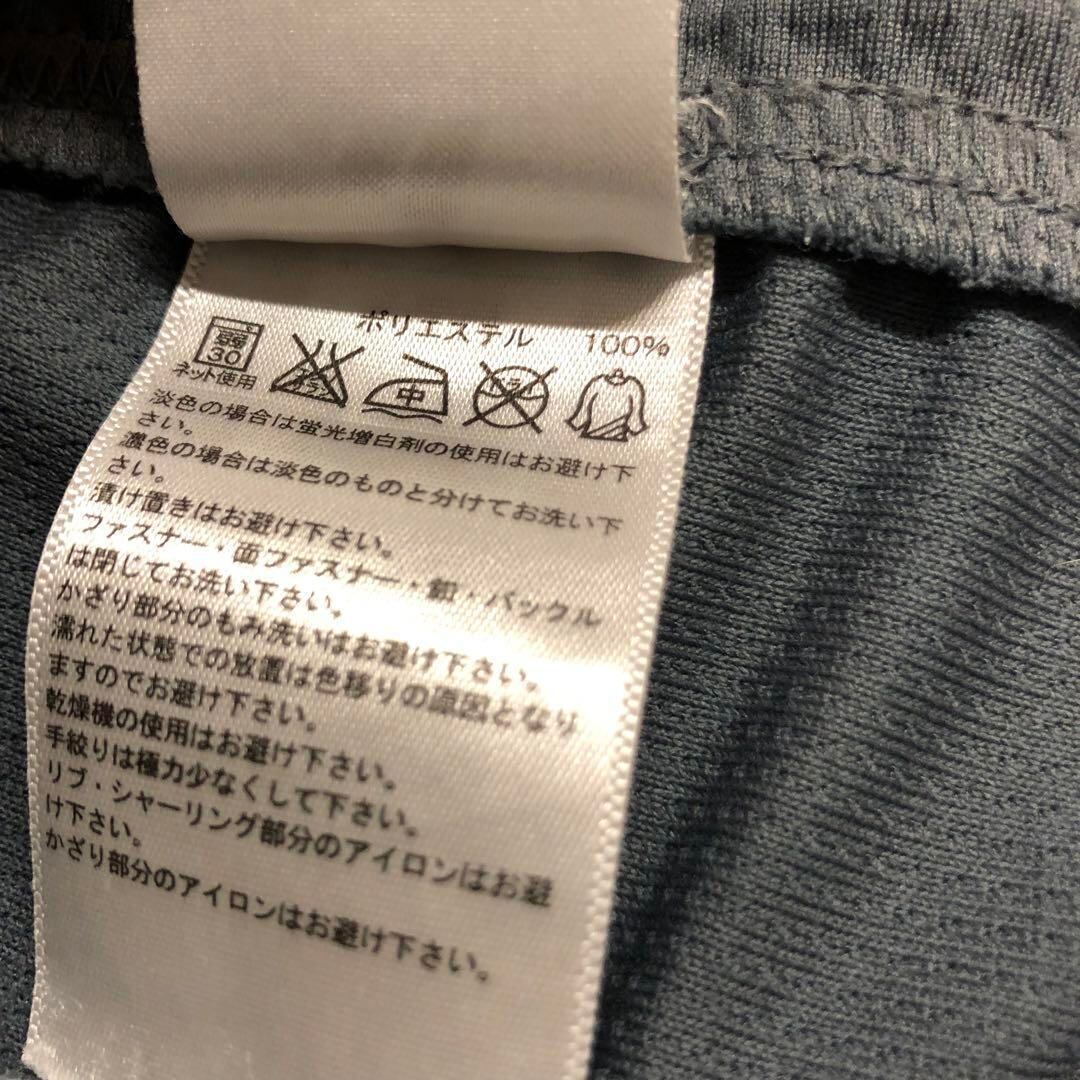 ポリエステル 100%
弱
30
ネット使用
エンソ
サラシ
中
ドライ
淡色の場合は蛍光増白剤の使用はお避け下
さい。
濃色の場合は淡色のものと分けてお洗い下
さい。
漬け置きはお避け下さい。
ファスナー・面ファスナー・釦・バックル
は閉じてお洗い下さい。
かざり部分のもみ洗いはお避け下さい。
濡れた状態での放置は色移りの原因となり
ますのでお避け下さい。
乾燥機の使用はお避け下さい。
手絞りは極力少なくして下さい。
リブ・シャーリング部分のアイロンはお避
け下さい。
かざり部分のアイロンはお避け下さい。